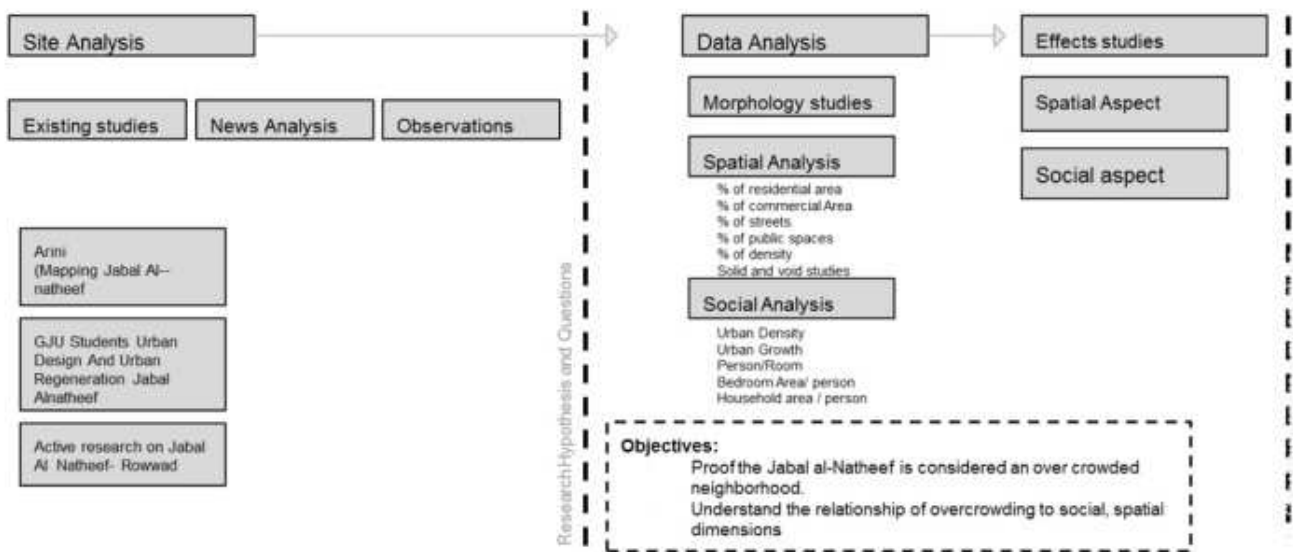 Site Analysis
Existing studies
News Analysis
Observations
Arini
(Mapping Jabal Al--
natheef
GJU Students Urban
Design And Urban
Regeneration Jabal
Alnatheef
Active research on Jabal
Al Natheef- Rowwad
Research Hypothesis and Questions
Data Analysis
Morphology studies
Spatial Analysis
% of residential area
% of commercial Area
% of streets
% of public spaces
% of density
Solid and void studies
Social Analysis
Urban Density
Urban Growth
Person/Room
Bedroom Area/ person
Household area / person
Effects studies
Spatial Aspect
Social aspect
Objectives:
Proof the Jabal al-Natheef is considered an over crowded
neighborhood.
Understand the relationship of overcrowding to social, spatial
dimensions